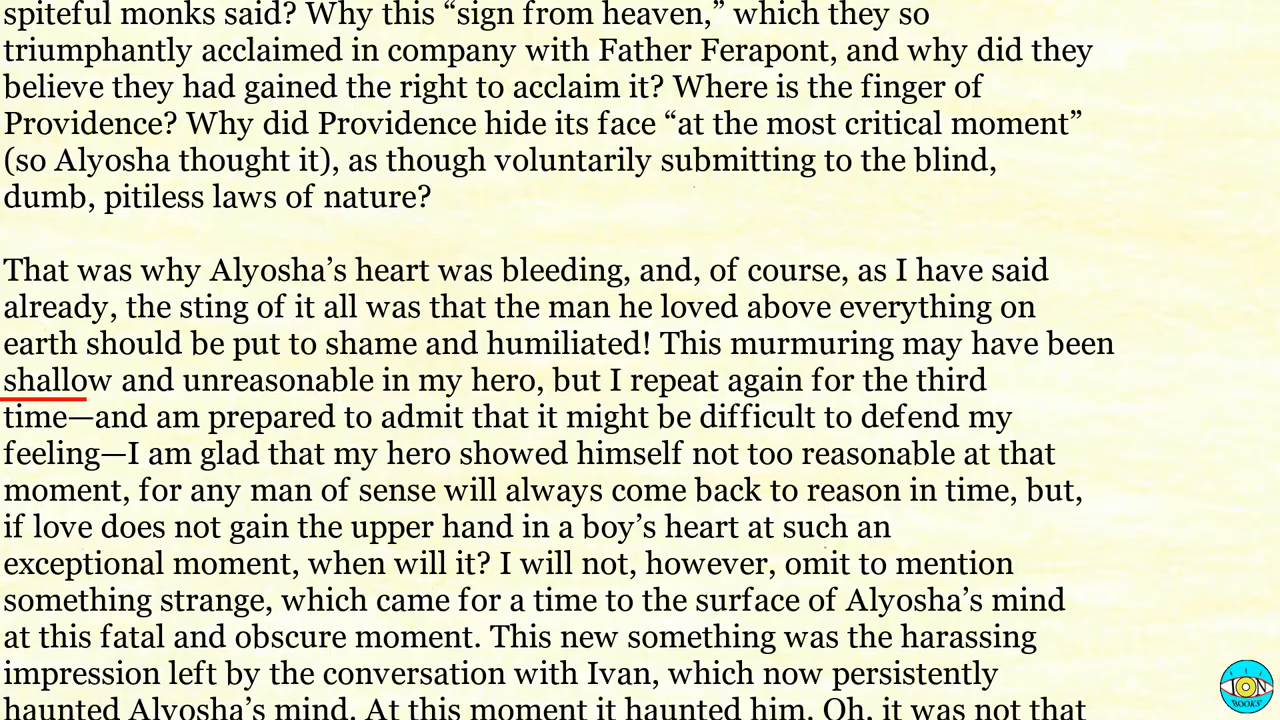 spiteful monks said? Why this “sign from heaven,” which they so
triumphantly acclaimed in company with Father Ferapont, and why did they
believe they had gained the right to acclaim it? Where is the finger of
Providence? Why did Providence hide its face “at the most critical moment”
(so Alyosha thought it), as though voluntarily submitting to the blind,
dumb, pitiless laws of nature?
That was why Alyosha’s heart was bleeding, and, of course, as I have said
already, the sting of it all was that the man he loved above everything on
earth should be put to shame and humiliated! This murmuring may have been
shallow and unreasonable in my hero, but I repeat again for the third
time—and am prepared to admit that it might be difficult to defend my
feeling—I am glad that my hero showed himself not too reasonable at that
moment, for any man of sense will always come back to reason in time, but,
if love does not gain the upper hand in a boy’s heart at such an
exceptional moment, when will it? I will not, however, omit to mention
something strange, which came for a time to the surface of Alyosha’s mind
at this fatal and obscure moment. This new something was the harassing
impression left by the conversation with Ivan, which now persistently
haunted Alyosha’s mind. At this moment it haunted him. Oh, it was not that
ION
BOOKS